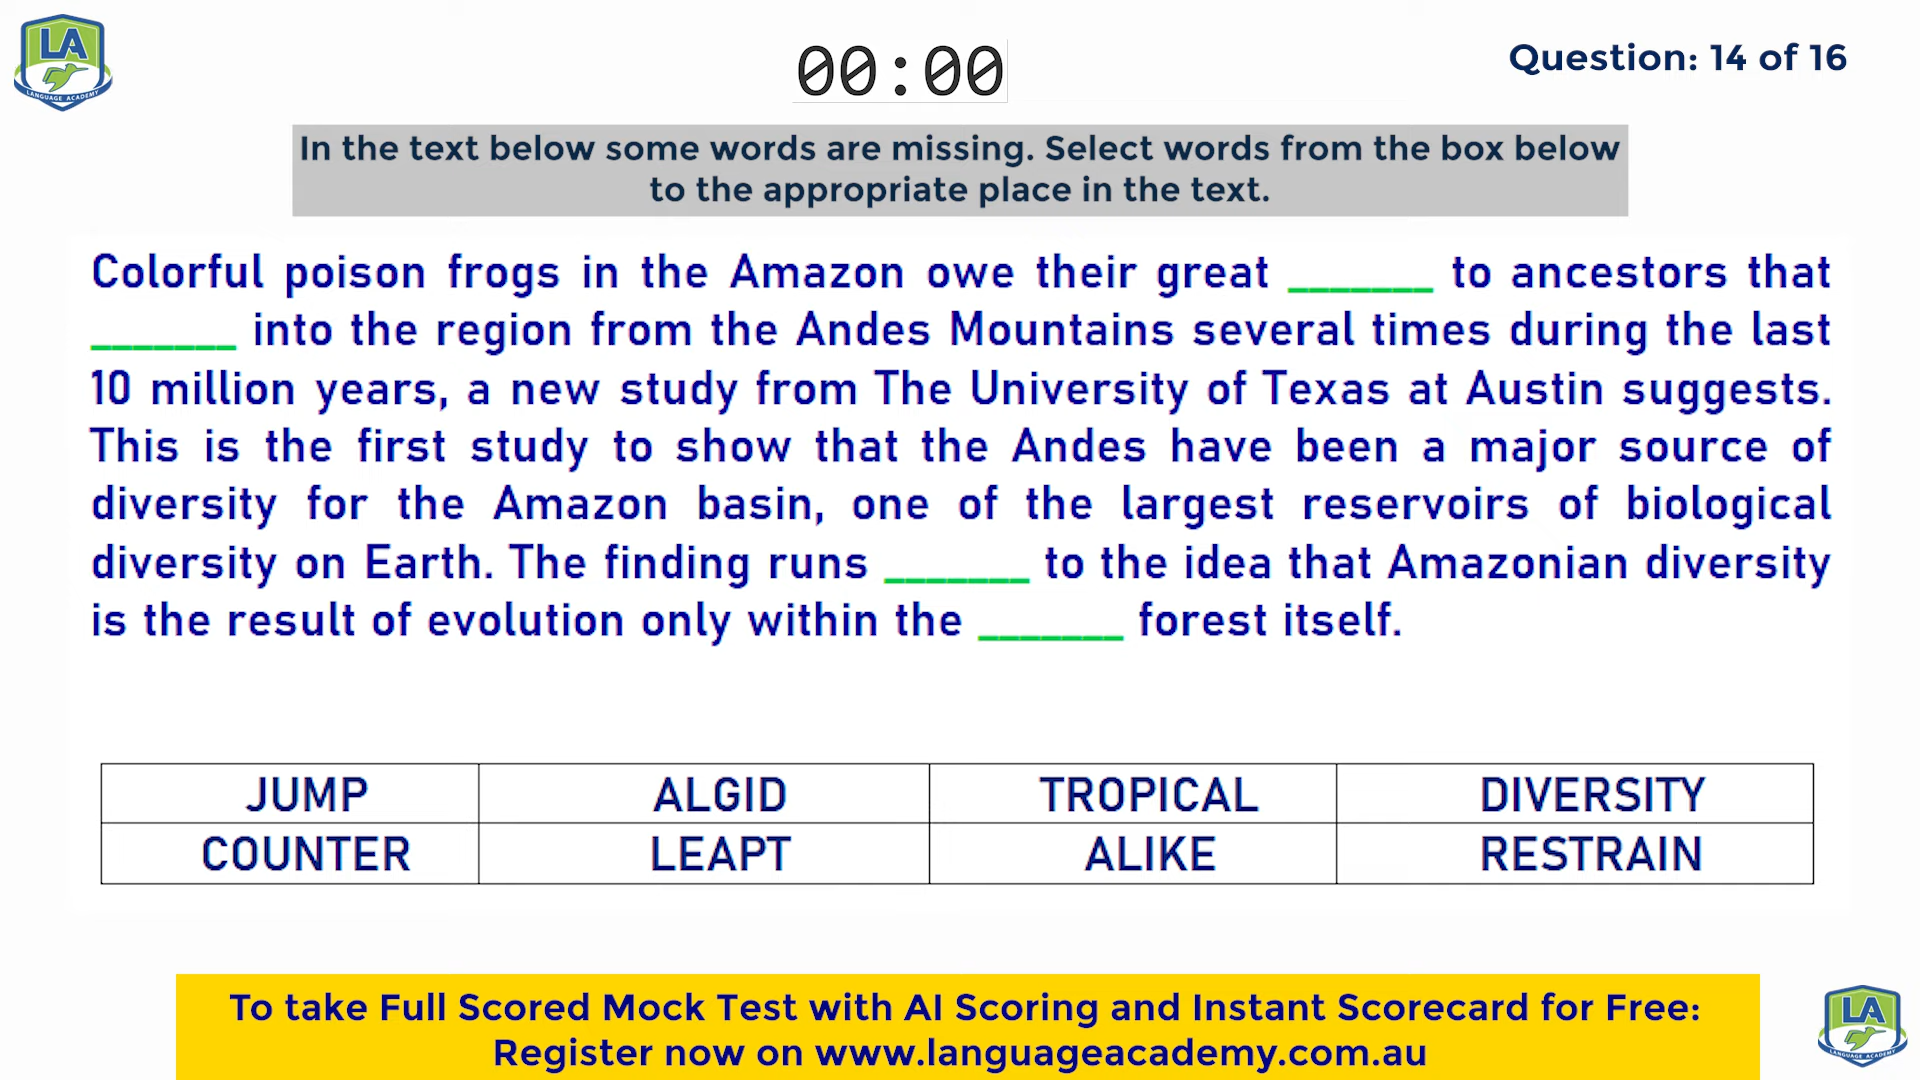 LA
LANGUAGE ACADEMY
00:00
Question: 14 of 16
In the text below some words are missing. Select words from the box below
to the appropriate place in the text.
Colorful poison frogs in the Amazon owe their great _______ to ancestors that
_______ into the region from the Andes Mountains several times during the last
10 million years, a new study from The University of Texas at Austin suggests.
This is the first study to show that the Andes have been a major source of
diversity for the Amazon basin, one of the largest reservoirs of biological
diversity on Earth. The finding runs _______ to the idea that Amazonian diversity
is the result of evolution only within the _______ forest itself.
JUMP ALGID TROPICAL DIVERSITY
COUNTER LEAPT ALIKE RESTRAIN
To take Full Scored Mock Test with AI Scoring and Instant Scorecard for Free:
Register now on www.languageacademy.com.au
LA
LANGUAGE ACADEMY